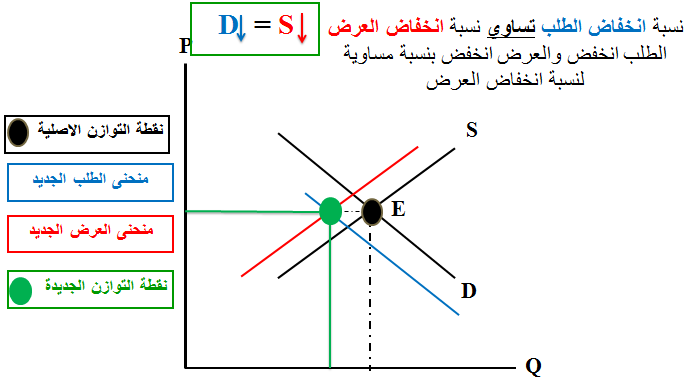 D↓ = S↓
نسبة انخفاض الطلب تساوي نسبة انخفاض العرض
الطلب انخفض والعرض انخفض بنسبة مساوية
لنسبة انخفاض العرض
P
S
نقطة التوازن الاصلية
منحنى الطلب الجديد
E
منحنى العرض الجديد
نقطة التوازن الجديدة
D
Q